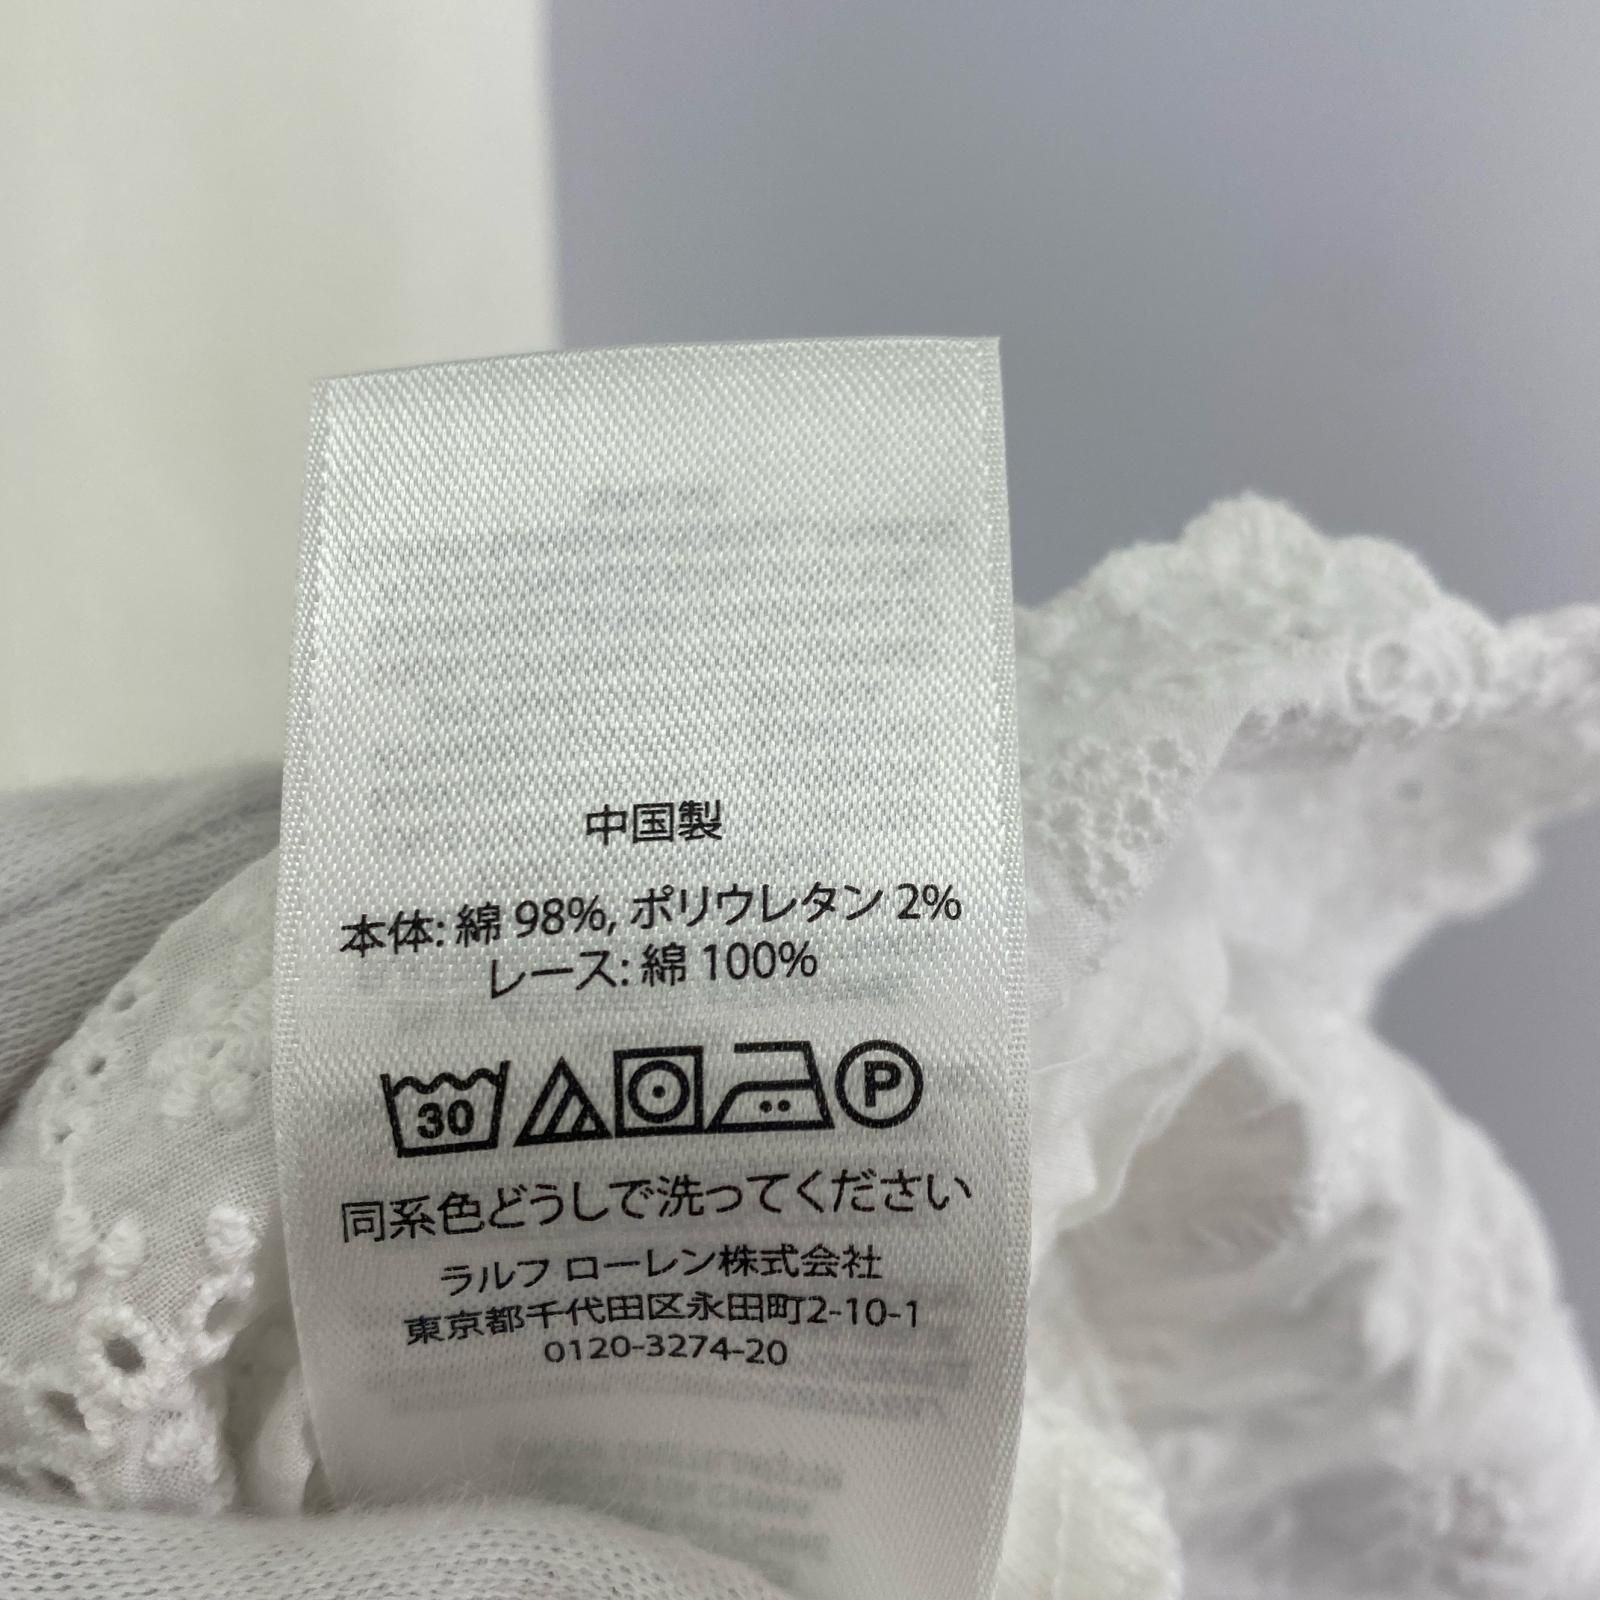 中国製
本体: 綿 98%, ポリウレタン 2%
レース: 綿 100%
30 P
同系色どうしで洗ってください
ラルフ ローレン株式会社
東京都千代田区永田町2-10-1
0120-3274-20